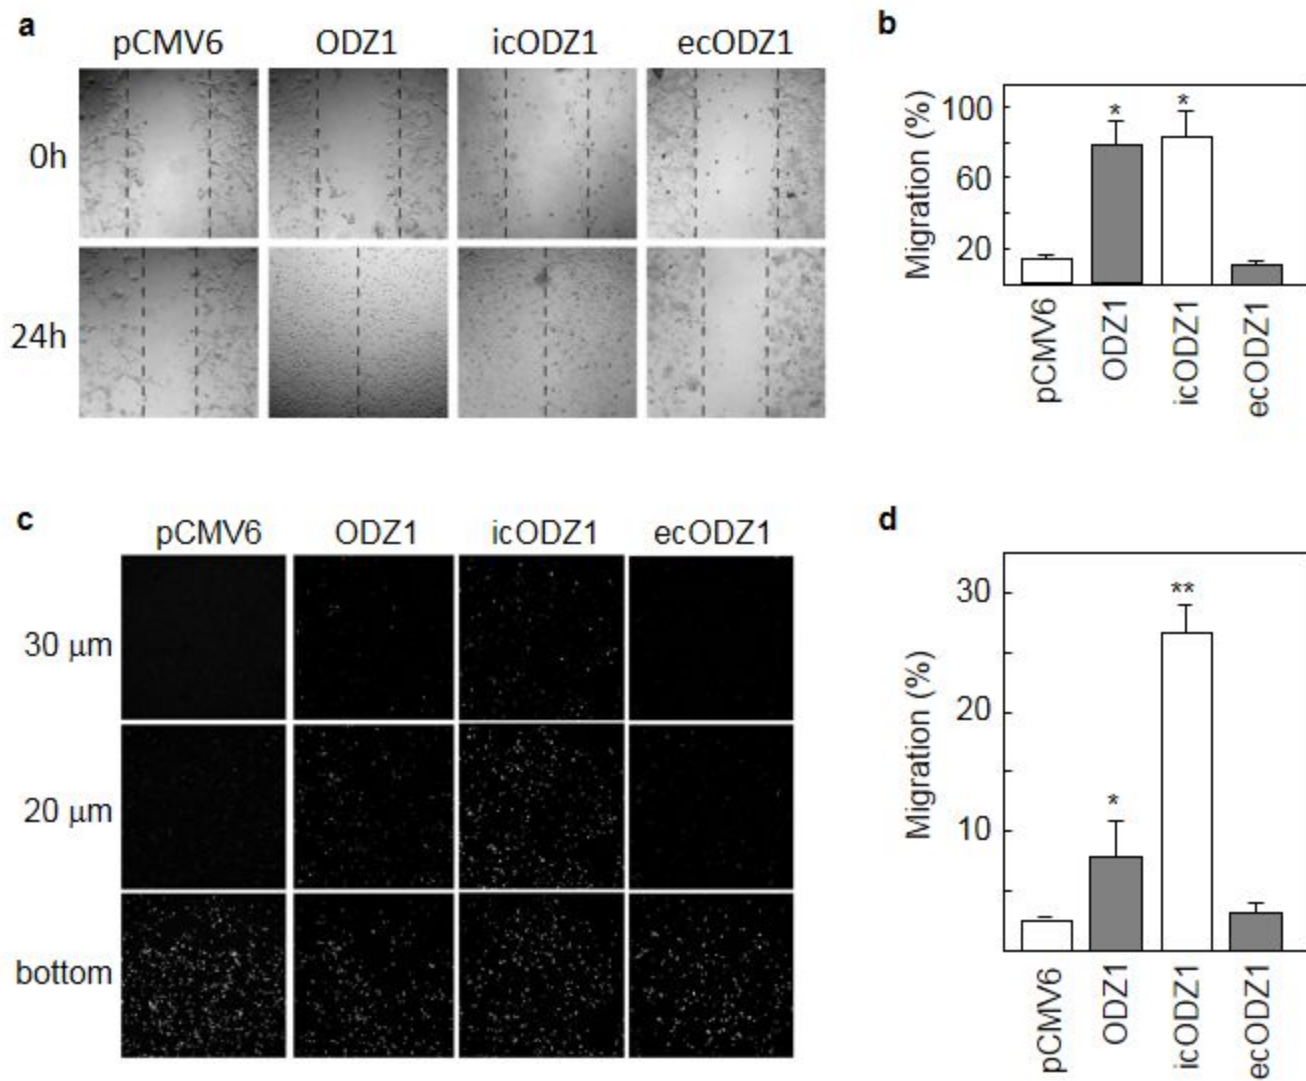 a
pCMV6 ODZ1 icODZ1 ecODZ1
0h
24h
b
Migration (%)
100
60
20
* *
pCMV6 ODZ1 icODZ1 ecODZ1
c
pCMV6 ODZ1 icODZ1 ecODZ1
30 μm
20 μm
bottom
d
Migration (%)
30
20
10
* **
pCMV6 ODZ1 icODZ1 ecODZ1